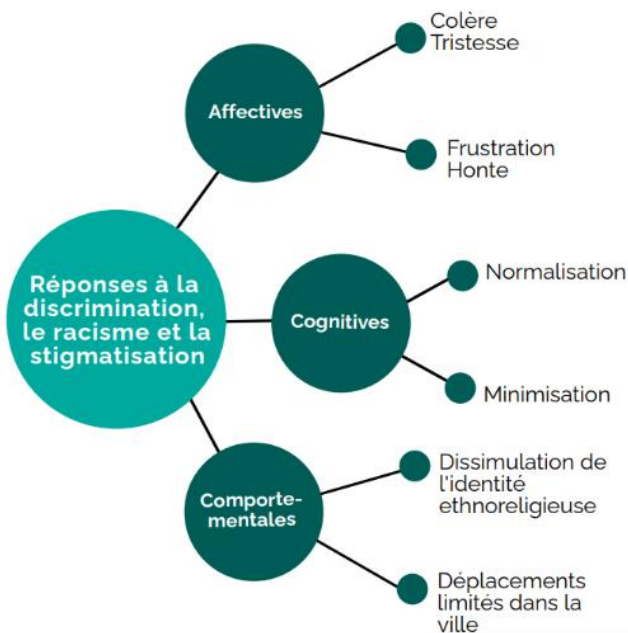 Colère
Tristesse
Affectives
Frustration
Honte
Réponses à la
discrimination,
le racisme et la
stigmatisation
Normalisation
Cognitives
Minimisation
Dissimulation de
l'identité
ethnoreligieuse
Comporte-
mentales
Déplacements
limités dans la
ville